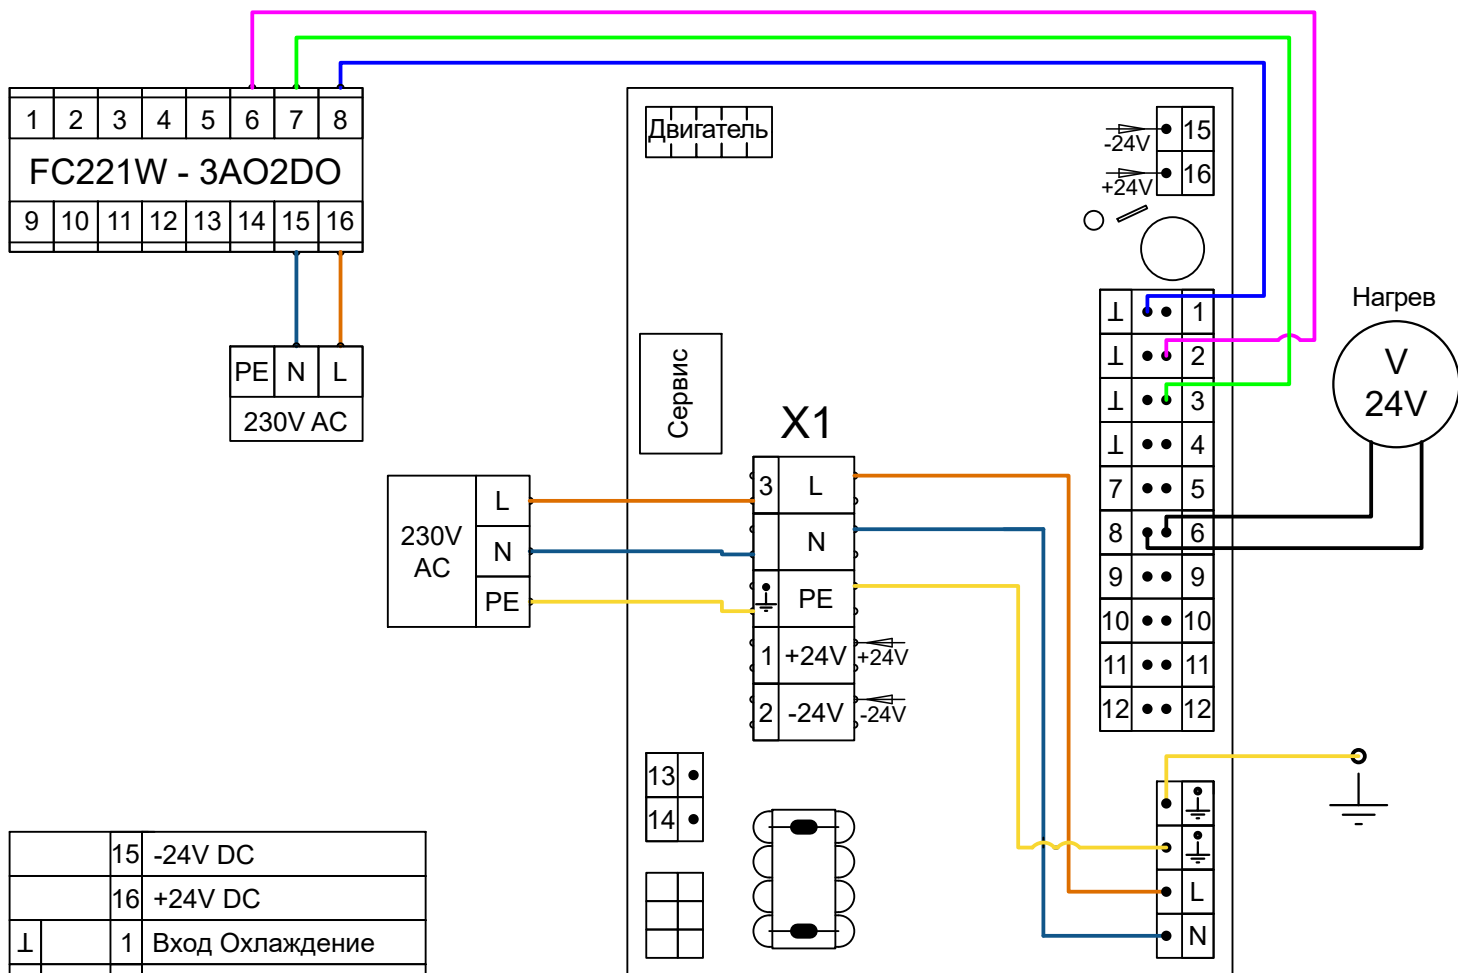 1 2 3 4 5 6 7 8
FC221W - 3AO2DO
9 10 11 12 13 14 15 16
PE N L
230V AC
230V
AC
L
N
PE
Двигатель
Сервис
X1
3 L
N
PE
1 +24V
+24V
2 -24V
-24V
13
14
-24V
15
+24V
16
⊥ 1
⊥ 2
⊥ 3
⊥ 4
7 5
8 6
9 9
10 10
11 11
12 12
L
N
Нагрев
V
24V
15 -24V DC
16 +24V DC
⊥ 1 Вход Охлаждение